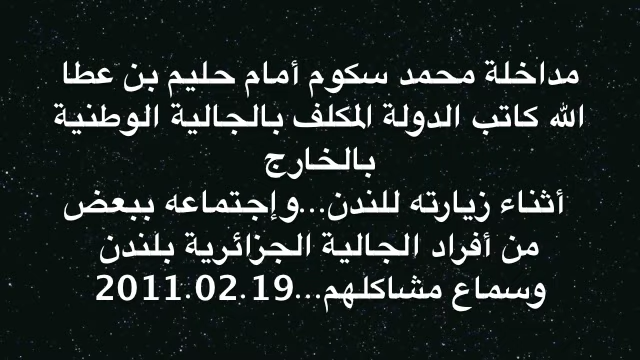 مداخلة محمد سكوم أمام حليم بن عطا
الله كاتب الدولة المكلف بالجالية الوطنية
بالخارج
أثناء زيارته للندن...وإجتماعه ببعض
من أفراد الجالية الجزائرية بلندن
وسماع مشاكلهم...2011.02.19